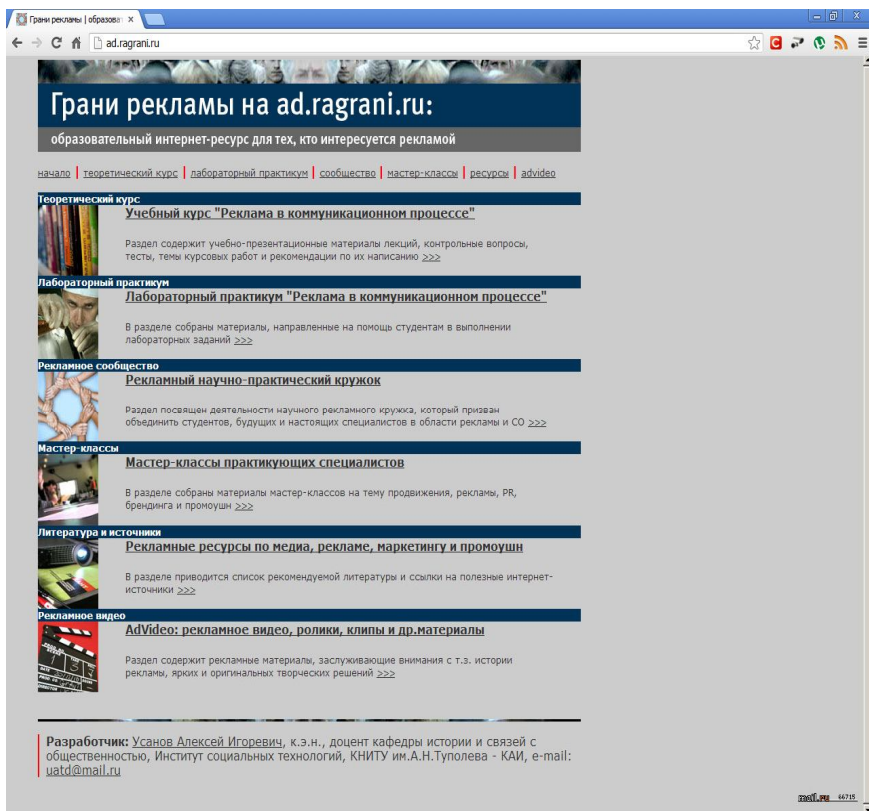 Грани рекламы | образоват
ad.ragrani.ru
Грани рекламы на ad.ragrani.ru:
образовательный интернет-ресурс для тех, кто интересуется рекламой
начало | теоретический курс | лабораторный практикум | сообщество | мастер-классы | ресурсы | advideo
Теоретический курс
Учебный курс "Реклама в коммуникационном процессе"
Раздел содержит учебно-презентационные материалы лекций, контрольные вопросы,
тесты, темы курсовых работ и рекомендации по их написанию >>>
Лабораторный практикум
Лабораторный практикум "Реклама в коммуникационном процессе"
В разделе собраны материалы, направленные на помощь студентам в выполнении
лабораторных заданий >>>
Рекламное сообщество
Рекламный научно-практический кружок
Раздел посвящен деятельности научного рекламного кружка, который призван
объединить студентов, будущих и настоящих специалистов в области рекламы и СО >>>
Мастер-классы
Мастер-классы практикующих специалистов
В разделе собраны материалы мастер-классов на тему продвижения, рекламы, PR,
брендинга и промоушн >>>
Литература и источники
Рекламные ресурсы по медиа, рекламе, маркетингу и промоушн
В разделе приводится список рекомендуемой литературы и ссылки на полезные интернет-
источники >>>
Рекламное видео
AdVideo: рекламное видео, ролики, клипы и др.материалы
Раздел содержит рекламные материалы, заслуживающие внимания с т.з. истории
рекламы, ярких и оригинальных творческих решений >>>
Разработчик: Усанов Алексей Игоревич, к.э.н., доцент кафедры истории и связей с
общественностью, Институт социальных технологий, КНИТУ им.А.Н.Туполева - КАИ, e-mail:
uatd@mail.ru
mail.ru 66715